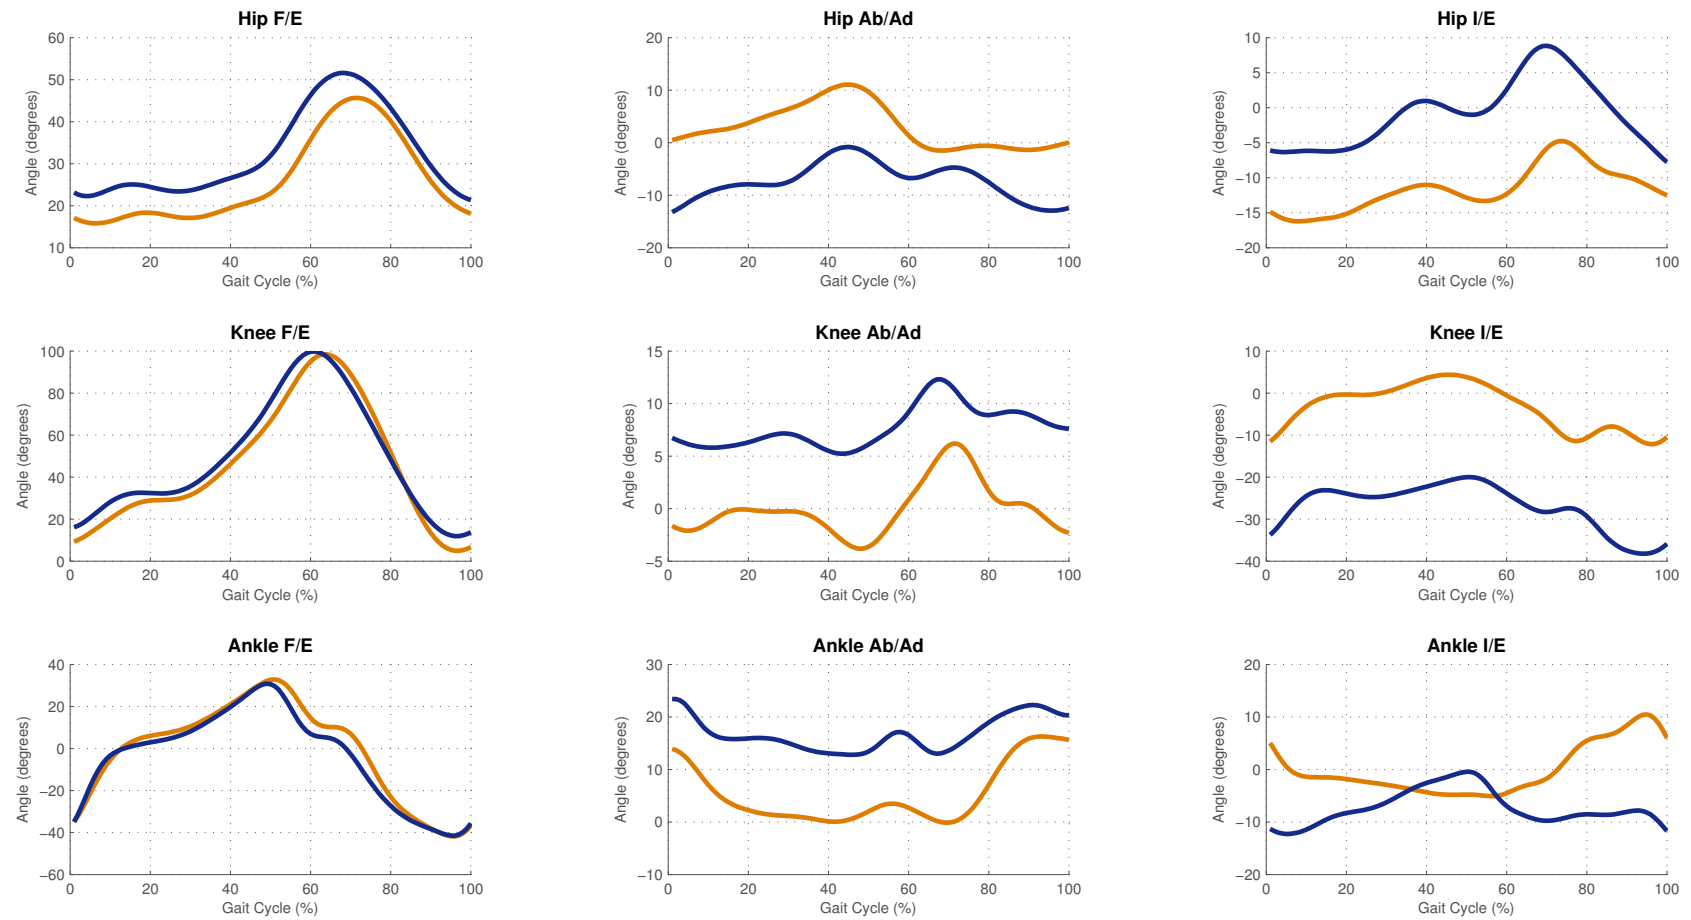 Hip F/E
Hip Ab/Ad
Hip I/E
60
50
40
30
20
10
Angle (degrees)
0 20 40 60 80 100
Gait Cycle (%)
20
10
0
−10
−20
Angle (degrees)
0 20 40 60 80 100
Gait Cycle (%)
10
5
0
−5
−10
−15
−20
Angle (degrees)
0 20 40 60 80 100
Gait Cycle (%)
Knee F/E
Knee Ab/Ad
Knee I/E
100
80
60
40
20
0
Angle (degrees)
0 20 40 60 80 100
Gait Cycle (%)
15
10
5
0
−5
Angle (degrees)
0 20 40 60 80 100
Gait Cycle (%)
10
0
−10
−20
−30
−40
Angle (degrees)
0 20 40 60 80 100
Gait Cycle (%)
Ankle F/E
Ankle Ab/Ad
Ankle I/E
40
20
0
−20
−40
−60
Angle (degrees)
0 20 40 60 80 100
Gait Cycle (%)
30
20
10
0
−10
Angle (degrees)
0 20 40 60 80 100
Gait Cycle (%)
20
10
0
−10
−20
Angle (degrees)
0 20 40 60 80 100
Gait Cycle (%)